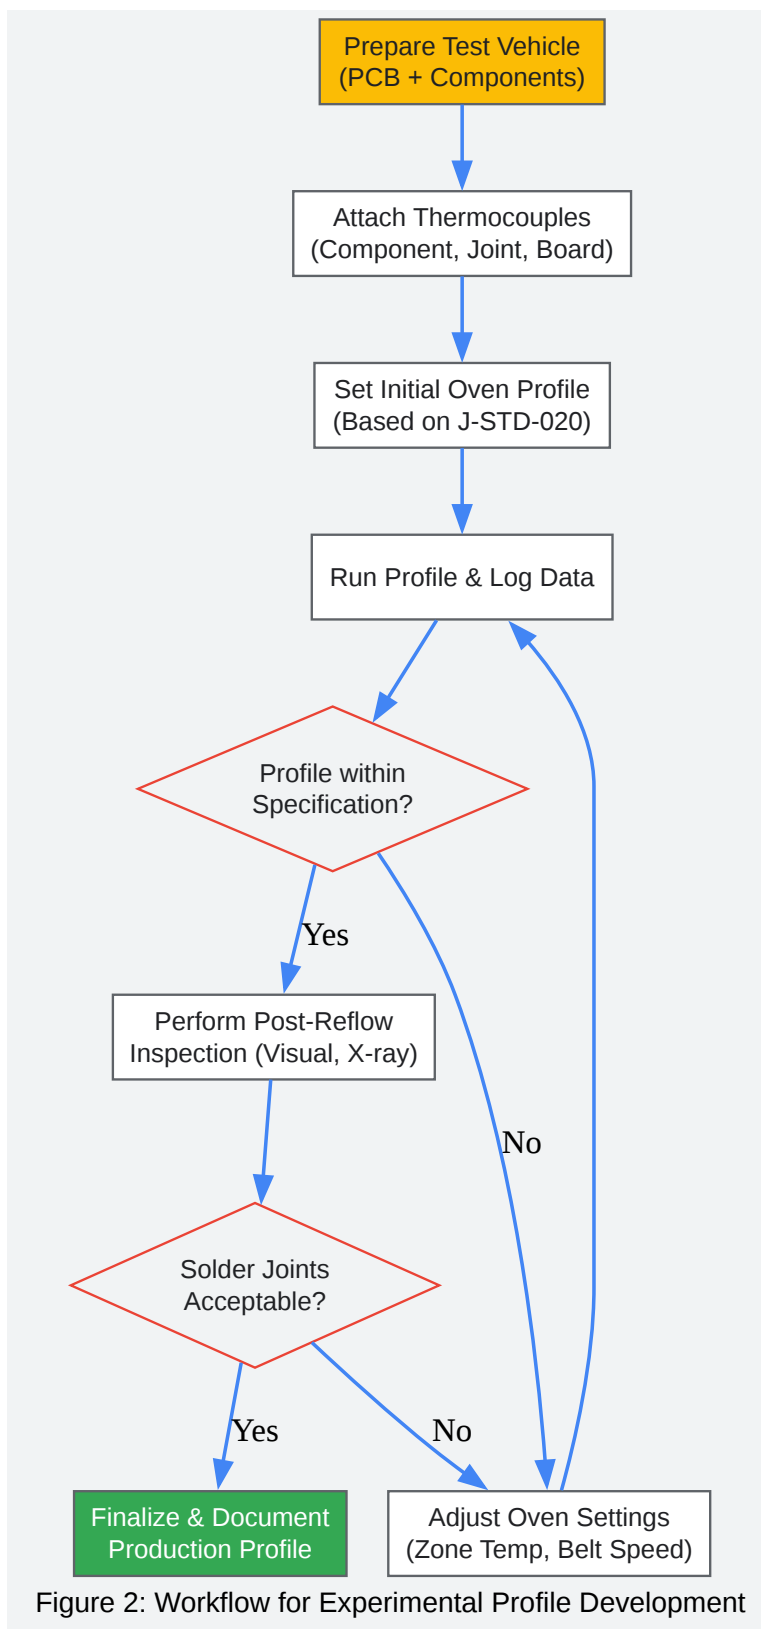 Prepare Test Vehicle
(PCB + Components)
Attach Thermocouples
(Component, Joint, Board)
Set Initial Oven Profile
(Based on J-STD-020)
Run Profile & Log Data
Profile within
Specification?
Yes
Perform Post-Reflow
Inspection (Visual, X-ray)
No
Solder Joints
Acceptable?
Yes
No
Finalize & Document
Production Profile
Adjust Oven Settings
(Zone Temp, Belt Speed)
Figure 2: Workflow for Experimental Profile Development